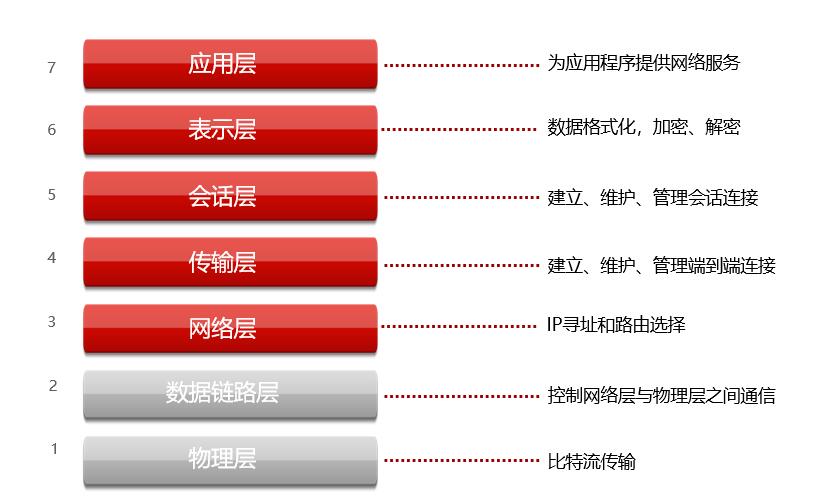 7 应用层 为应用程序提供网络服务
6 表示层 数据格式化，加密、解密
5 会话层 建立、维护、管理会话连接
4 传输层 建立、维护、管理端到端连接
3 网络层 IP寻址和路由选择
2 数据链路层 控制网络层与物理层之间通信
1 物理层 比特流传输